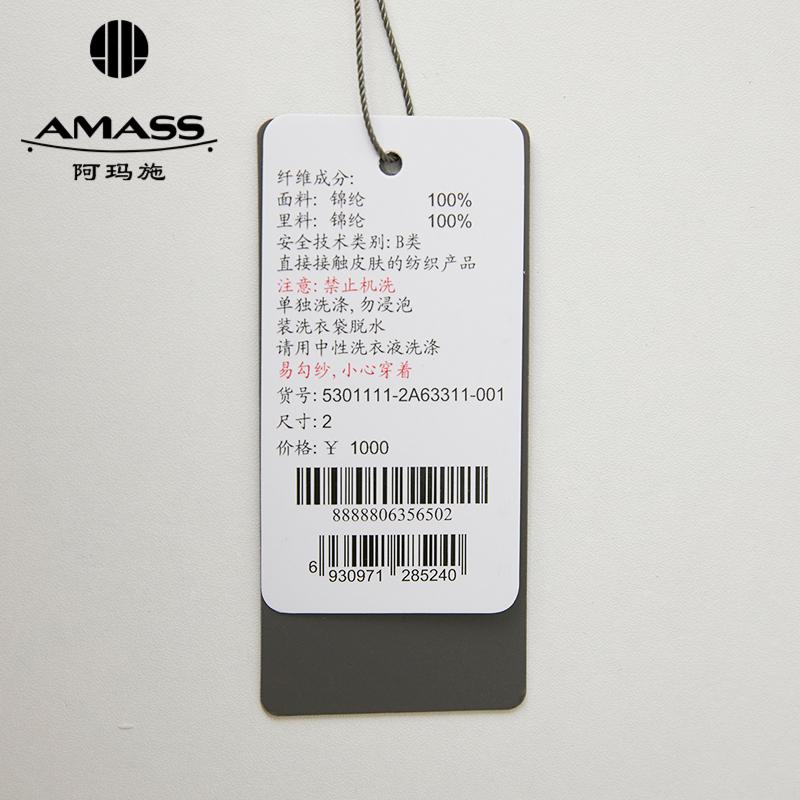 AMASS
阿玛施
纤维成分:
面料: 锦纶 100%
里料: 锦纶 100%
安全技术类别: B类
直接接触皮肤的纺织产品
注意: 禁止机洗
单独洗涤, 勿浸泡
装洗衣袋脱水
请用中性洗衣液洗涤
易勾纱, 小心穿着
货号: 5301111-2A63311-001
尺寸: 2
价格: ￥ 1000
8888806356502
6 930971 285240